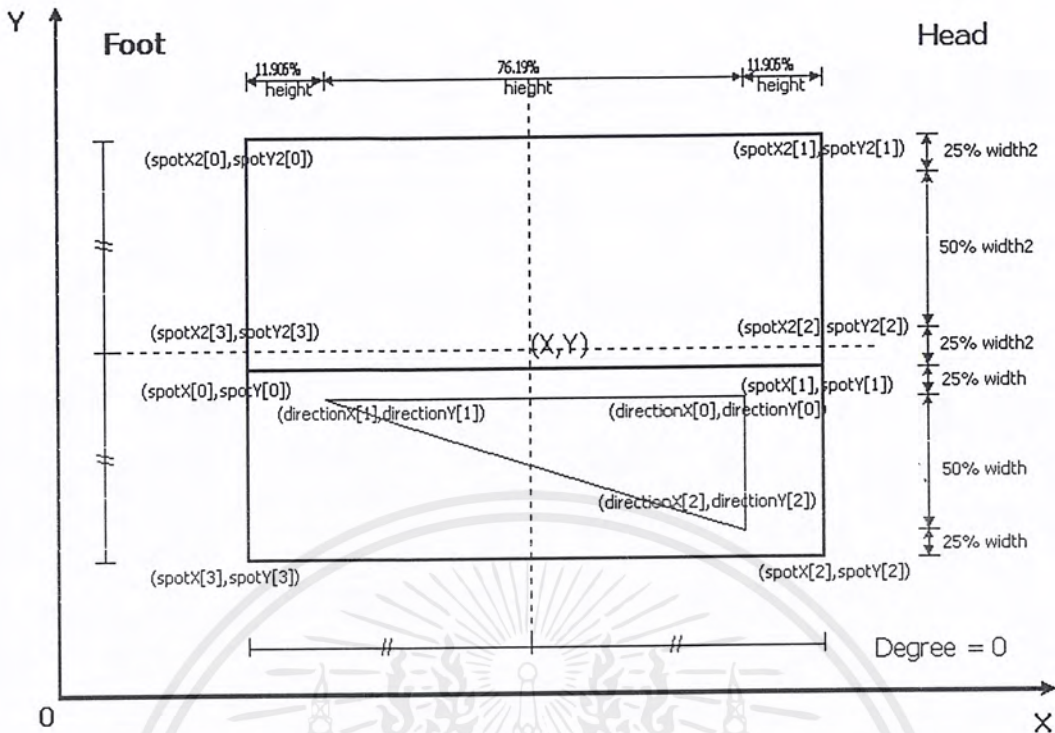 Y
Foot
Head
11.905%
76.19%
11.905%
height
hieght
height
(spotX2[0],spotY2[0])
(spotX2[1],spotY2[1])
25% width2
50% width2
(spotX2[3],spotY2[3])
(spotX2[2],spotY2[2])
(X,Y)
25% width2
(spotX[0],spotY[0])
(spotX[1],spotY[1])
25% width
(directionX[1],directionY[1])
(directionX[0],directionY[0])
50% width
(directionX[2],directionY[2])
25% width
(spotX[3],spotY[3])
(spotX[2],spotY[2])
Degree = 0
0
X